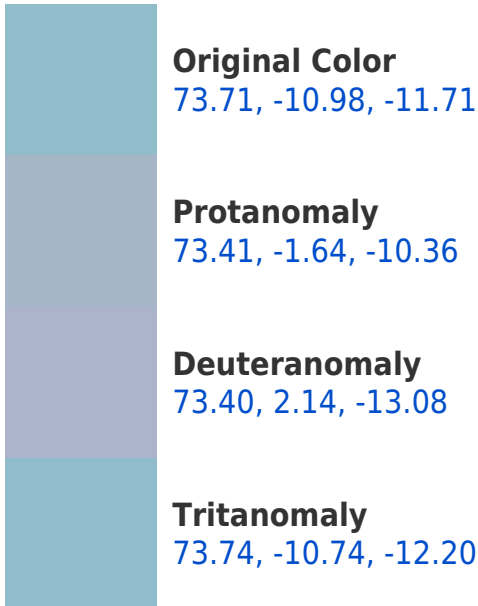 Original Color
73.71, -10.98, -11.71
Protanomaly
73.41, -1.64, -10.36
Deuteranomaly
73.40, 2.14, -13.08
Tritanomaly
73.74, -10.74, -12.20